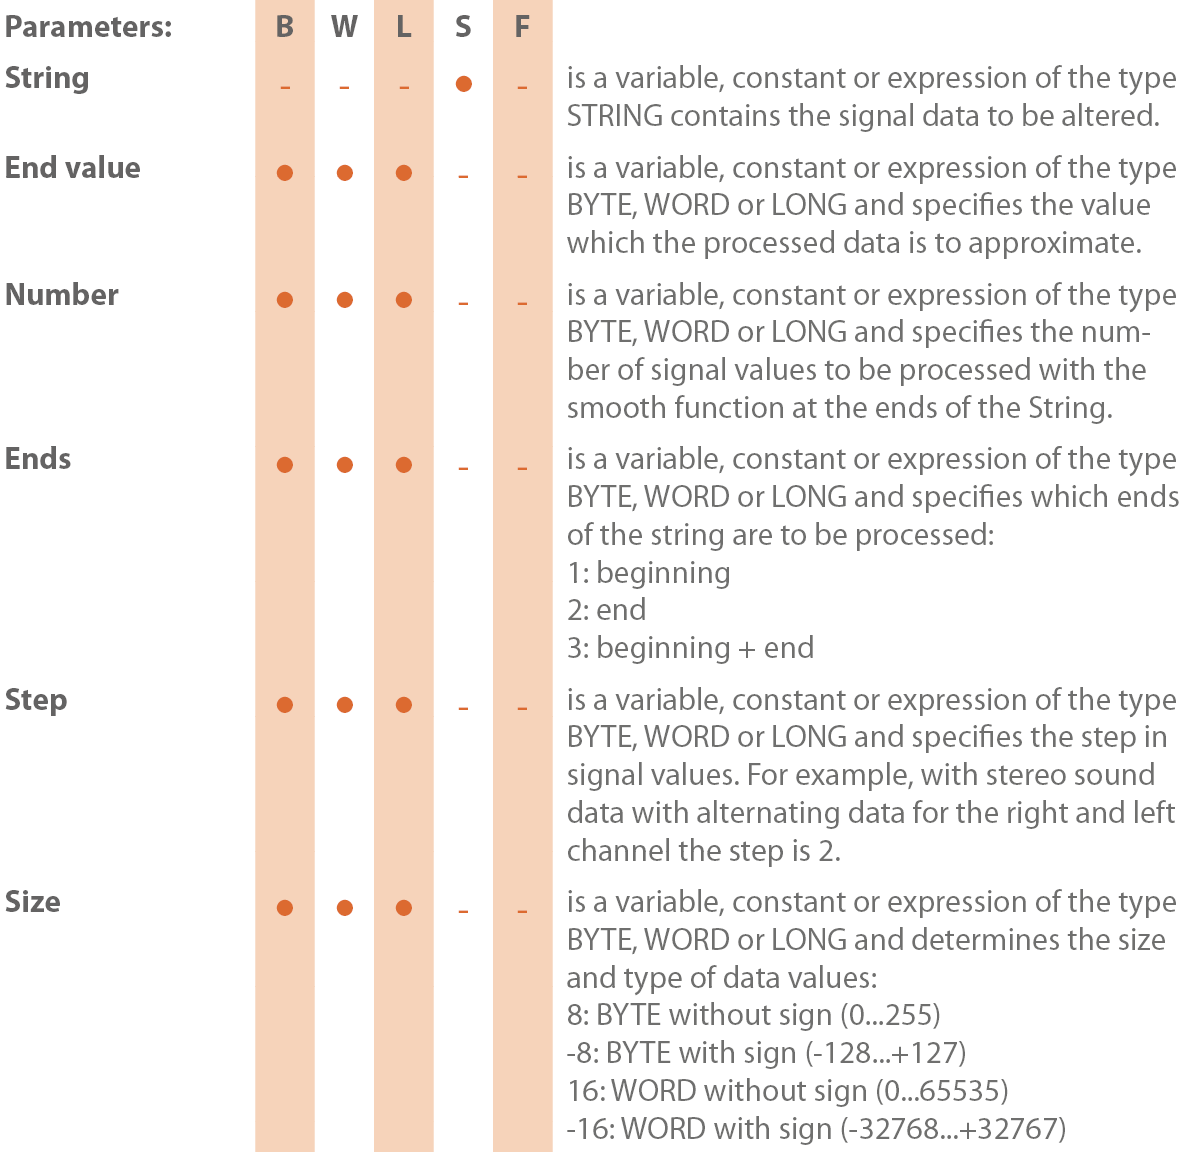 Parameters: B W L S F
String - - - ● - is a variable, constant or expression of the type
STRING contains the signal data to be altered.
End value ● ● ● - - is a variable, constant or expression of the type
BYTE, WORD or LONG and specifies the value
which the processed data is to approximate.
Number ● ● ● - - is a variable, constant or expression of the type
BYTE, WORD or LONG and specifies the num-
ber of signal values to be processed with the
smooth function at the ends of the String.
Ends ● ● ● - - is a variable, constant or expression of the type
BYTE, WORD or LONG and specifies which ends
of the string are to be processed:
1: beginning
2: end
3: beginning + end
Step ● ● ● - - is a variable, constant or expression of the type
BYTE, WORD or LONG and specifies the step in
signal values. For example, with stereo sound
data with alternating data for the right and left
channel the step is 2.
Size ● ● ● - - is a variable, constant or expression of the type
BYTE, WORD or LONG and determines the size
and type of data values:
8: BYTE without sign (0...255)
-8: BYTE with sign (-128...+127)
16: WORD without sign (0...65535)
-16: WORD with sign (-32768...+32767)